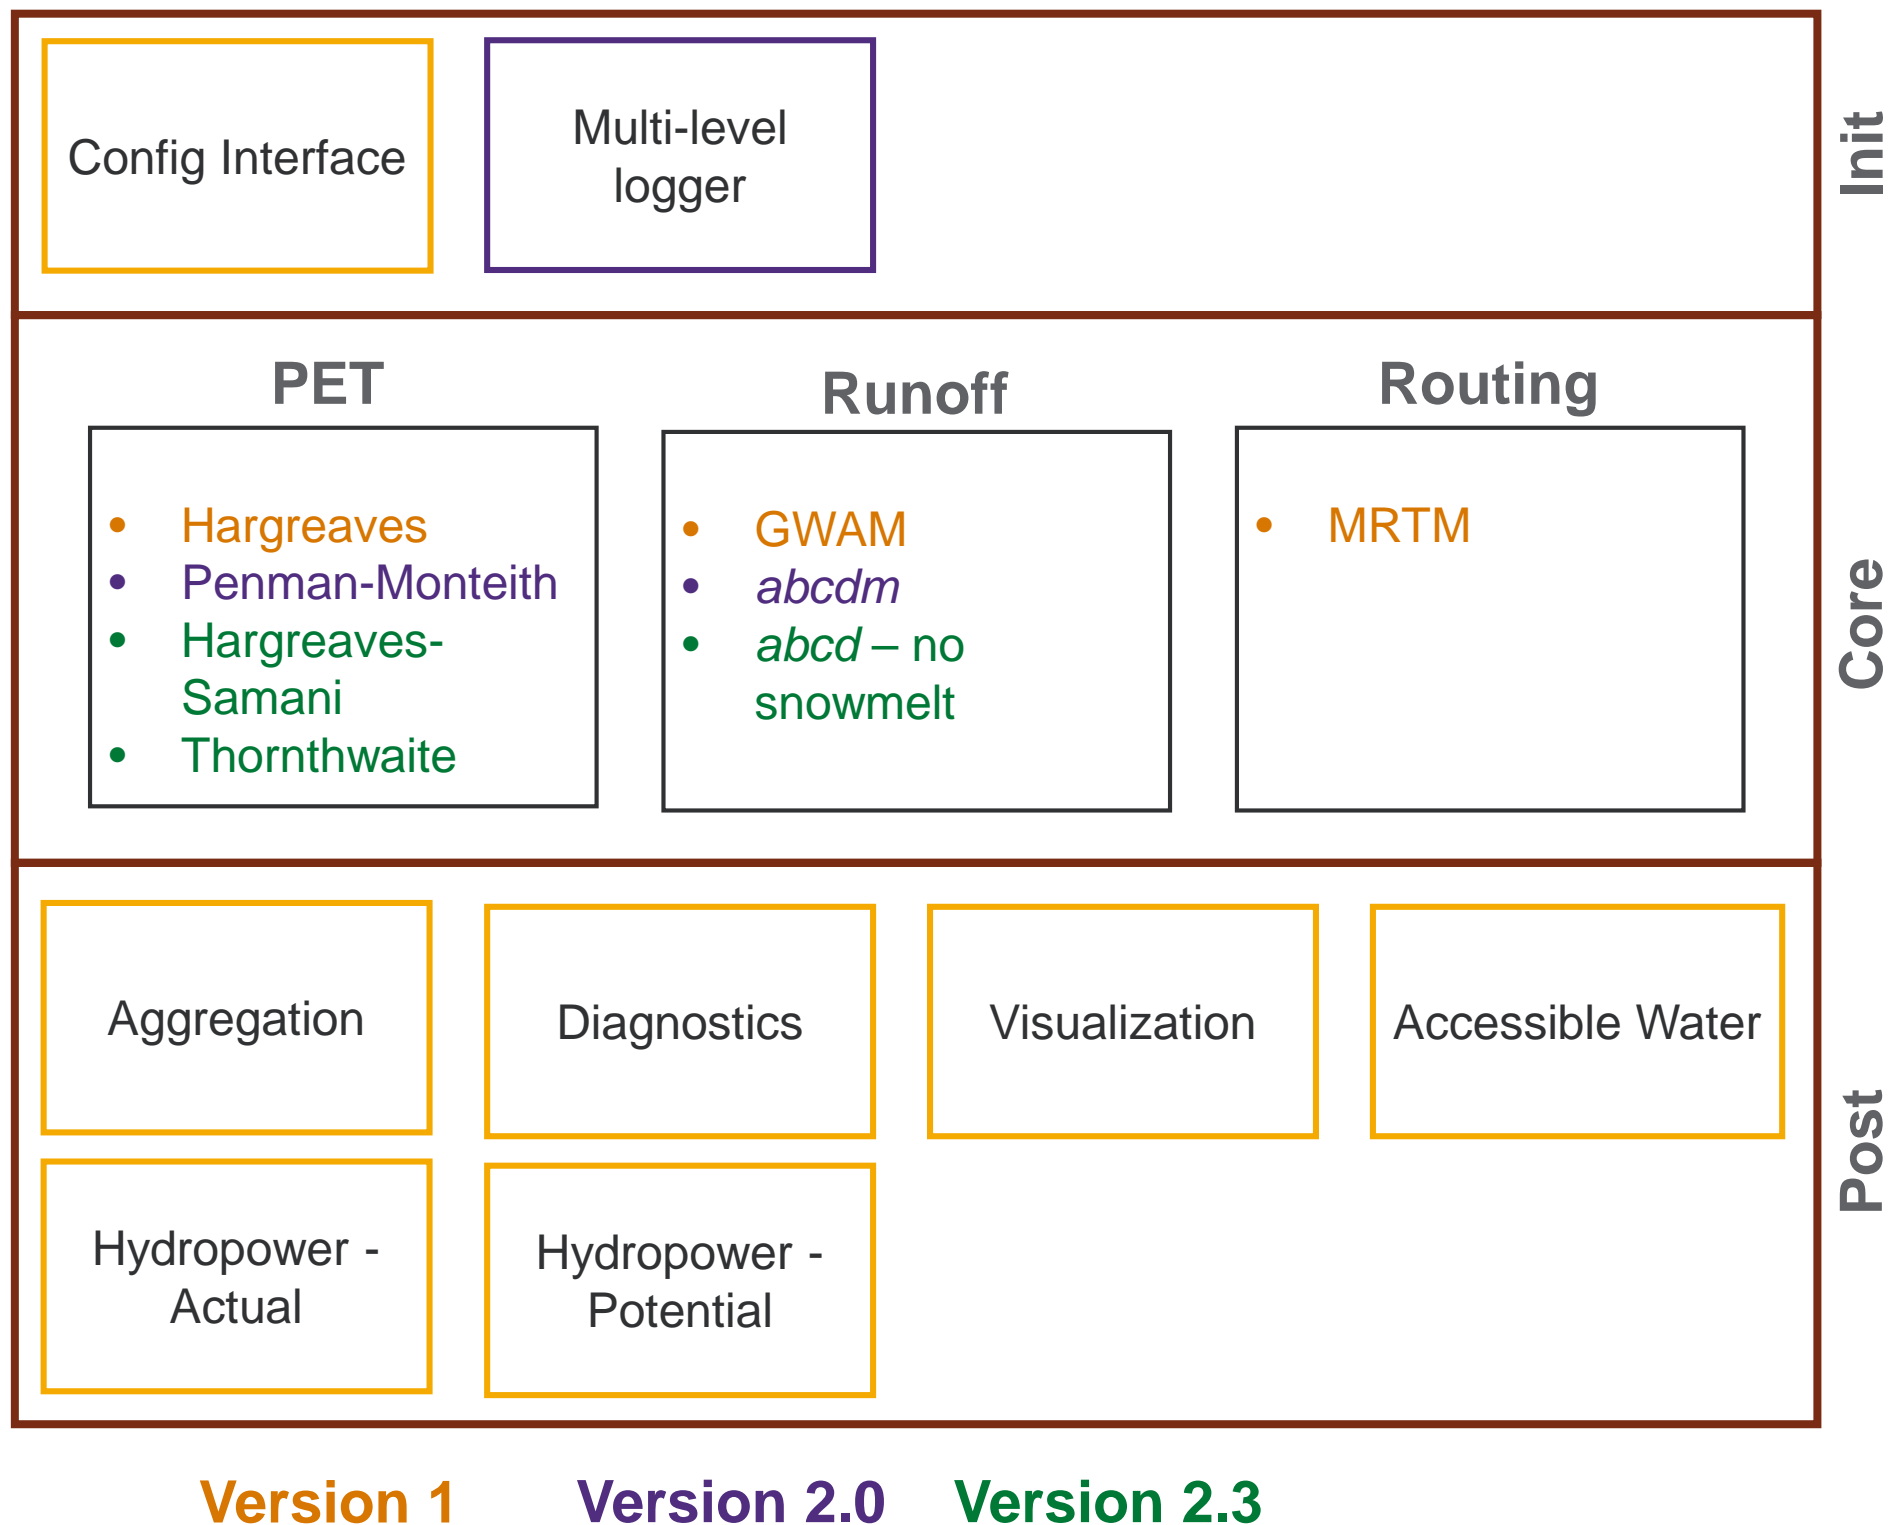 Config Interface
Multi-level
logger
Init
PET
Runoff
Routing
• Hargreaves
• Penman-Monteith
• Hargreaves-
Samani
• Thornthwaite
• GWAM
• abcdm
• abcd – no
snowmelt
• MRTM
Core
Aggregation
Diagnostics
Visualization
Accessible Water
Hydropower -
Actual
Hydropower -
Potential
Post
Version 1
Version 2.0
Version 2.3